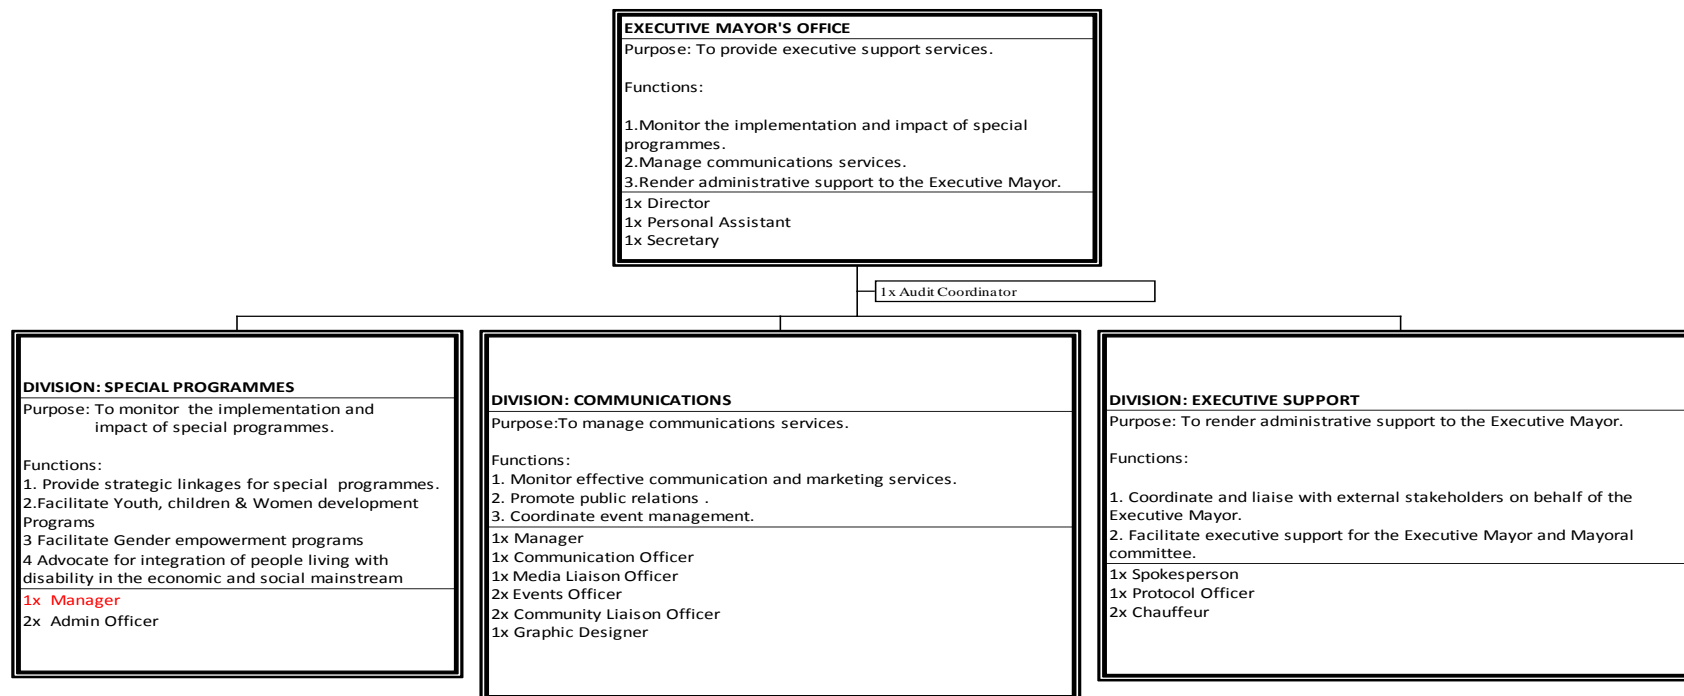 EXECUTIVE MAYOR'S OFFICE
Purpose: To provide executive support services.
Functions:
1.Monitor the implementation and impact of special
programmes.
2.Manage communications services.
3.Render administrative support to the Executive Mayor.
1x Director
1x Personal Assistant
1x Secretary
1x Audit Coordinator
DIVISION: SPECIAL PROGRAMMES
Purpose: To monitor the implementation and
impact of special programmes.
Functions:
1. Provide strategic linkages for special programmes.
2.Facilitate Youth, children & Women development
Programs
3 Facilitate Gender empowerment programs
4 Advocate for integration of people living with
disability in the economic and social mainstream
1x Manager
2x Admin Officer
DIVISION: COMMUNICATIONS
Purpose:To manage communications services.
Functions:
1. Monitor effective communication and marketing services.
2. Promote public relations .
3. Coordinate event management.
1x Manager
1x Communication Officer
1x Media Liaison Officer
2x Events Officer
2x Community Liaison Officer
1x Graphic Designer
DIVISION: EXECUTIVE SUPPORT
Purpose: To render administrative support to the Executive Mayor.
Functions:
1. Coordinate and liaise with external stakeholders on behalf of the
Executive Mayor.
2. Facilitate executive support for the Executive Mayor and Mayoral
committee.
1x Spokesperson
1x Protocol Officer
2x Chauffeur